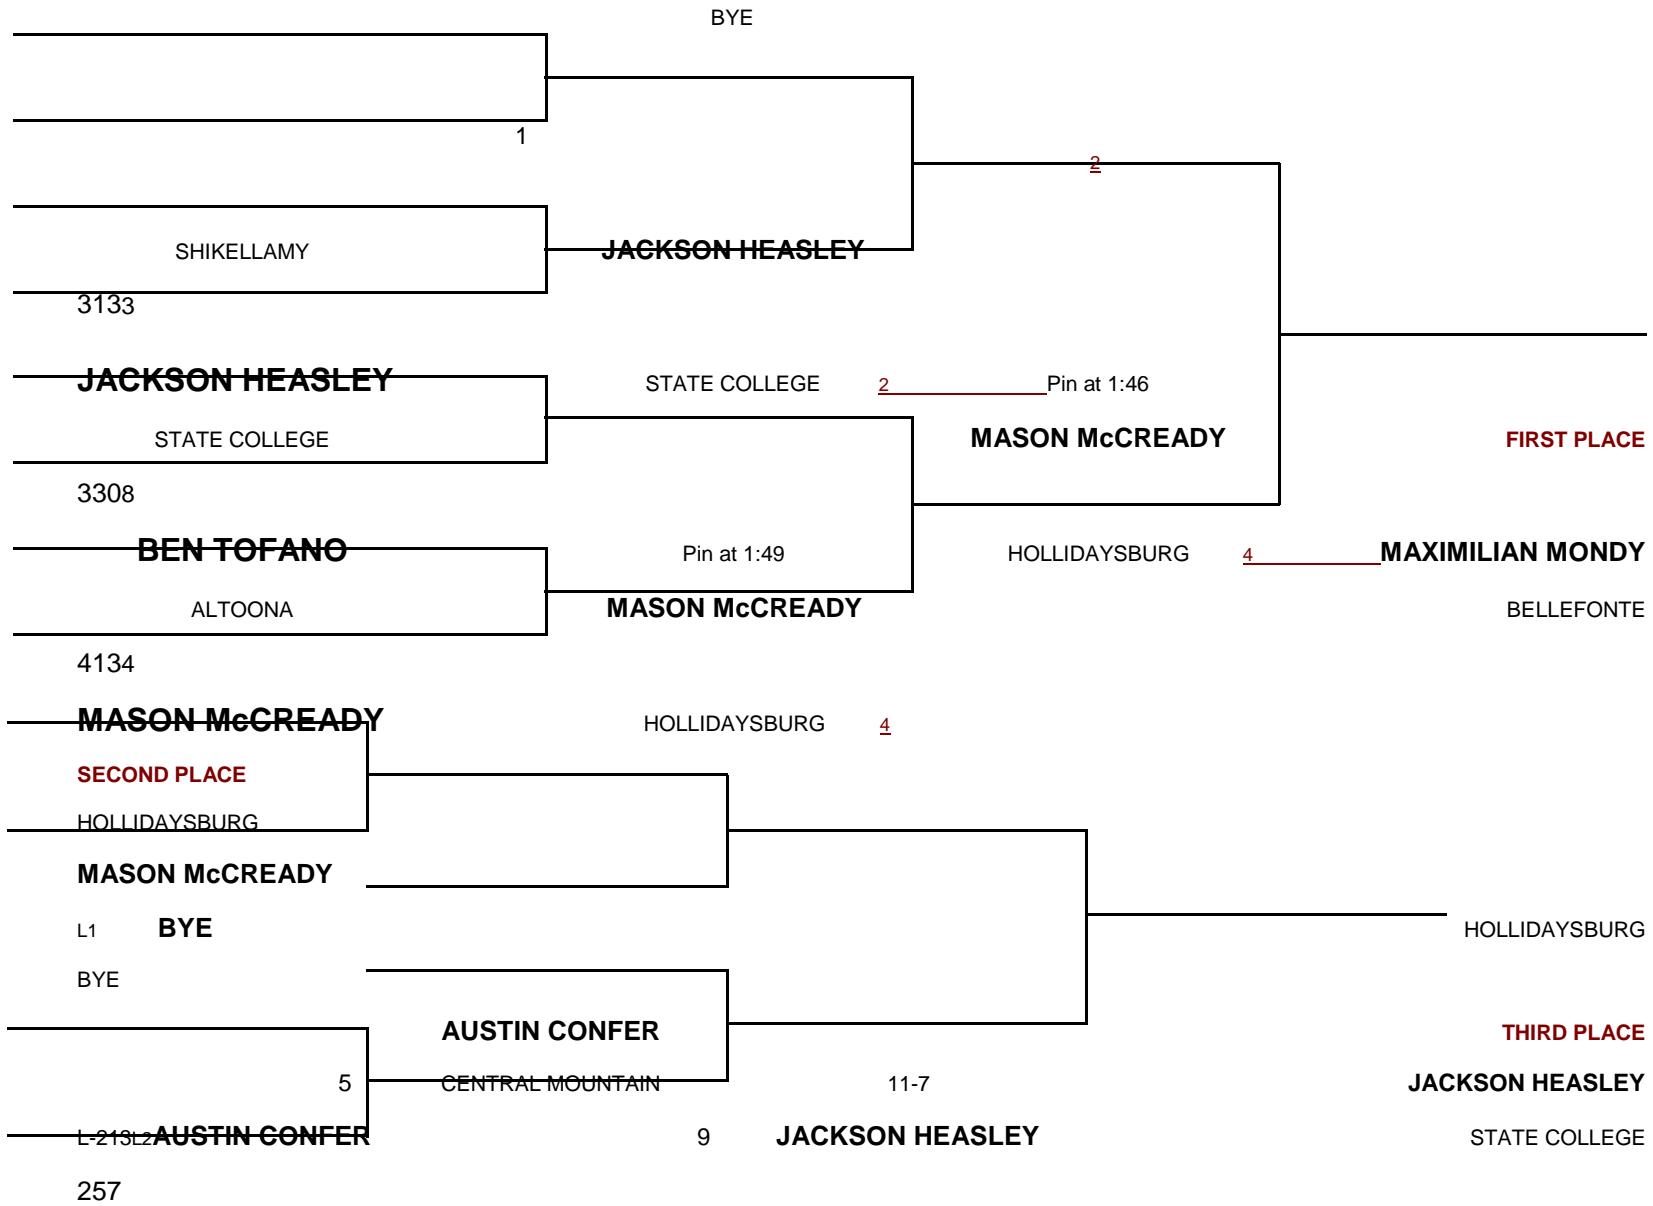 BYE
1
2
SHIKELLAMY JACKSON HEASLEY
3133
JACKSON HEASLEY STATE COLLEGE 2 Pin at 1:46
STATE COLLEGE MASON McCREADY FIRST PLACE
3308
BEN TOFANO Pin at 1:49 HOLLIDAYSBURG 4 MAXIMILIAN MONDY
ALTOONA MASON McCREADY BELLEFONTE
4134
MASON McCREADY HOLLIDAYSBURG 4
SECOND PLACE
HOLLIDAYSBURG
MASON McCREADY
L1 BYE HOLLIDAYSBURG
BYE
AUSTIN CONFER THIRD PLACE
5 CENTRAL MOUNTAIN 11-7 JACKSON HEASLEY
L-213L2AUSTIN CONFER 9 JACKSON HEASLEY STATE COLLEGE
257